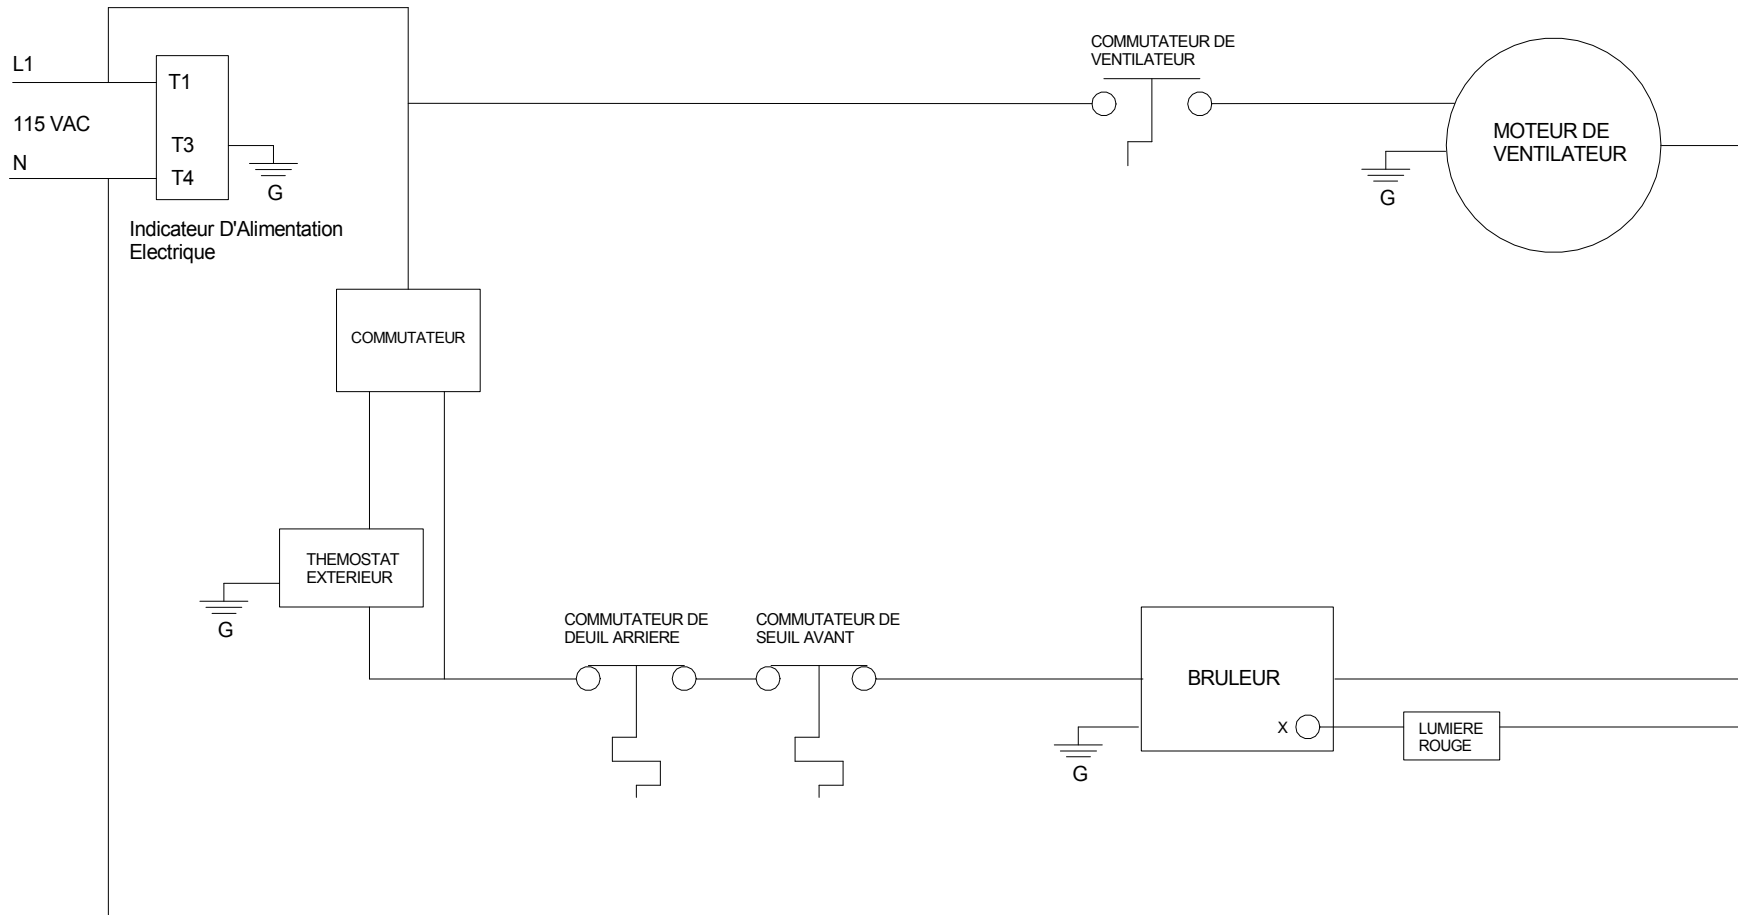 L1
115 VAC
N
T1
T3
T4
G
Indicateur D'Alimentation
Electrique
COMMUTATEUR DE
VENTILATEUR
MOTEUR DE
VENTILATEUR
G
COMMUTATEUR
THEMOSTAT
EXTERIEUR
G
COMMUTATEUR DE
DEUIL ARRIERE
COMMUTATEUR DE
SEUIL AVANT
BRULEUR
X
G
LUMIERE
ROUGE